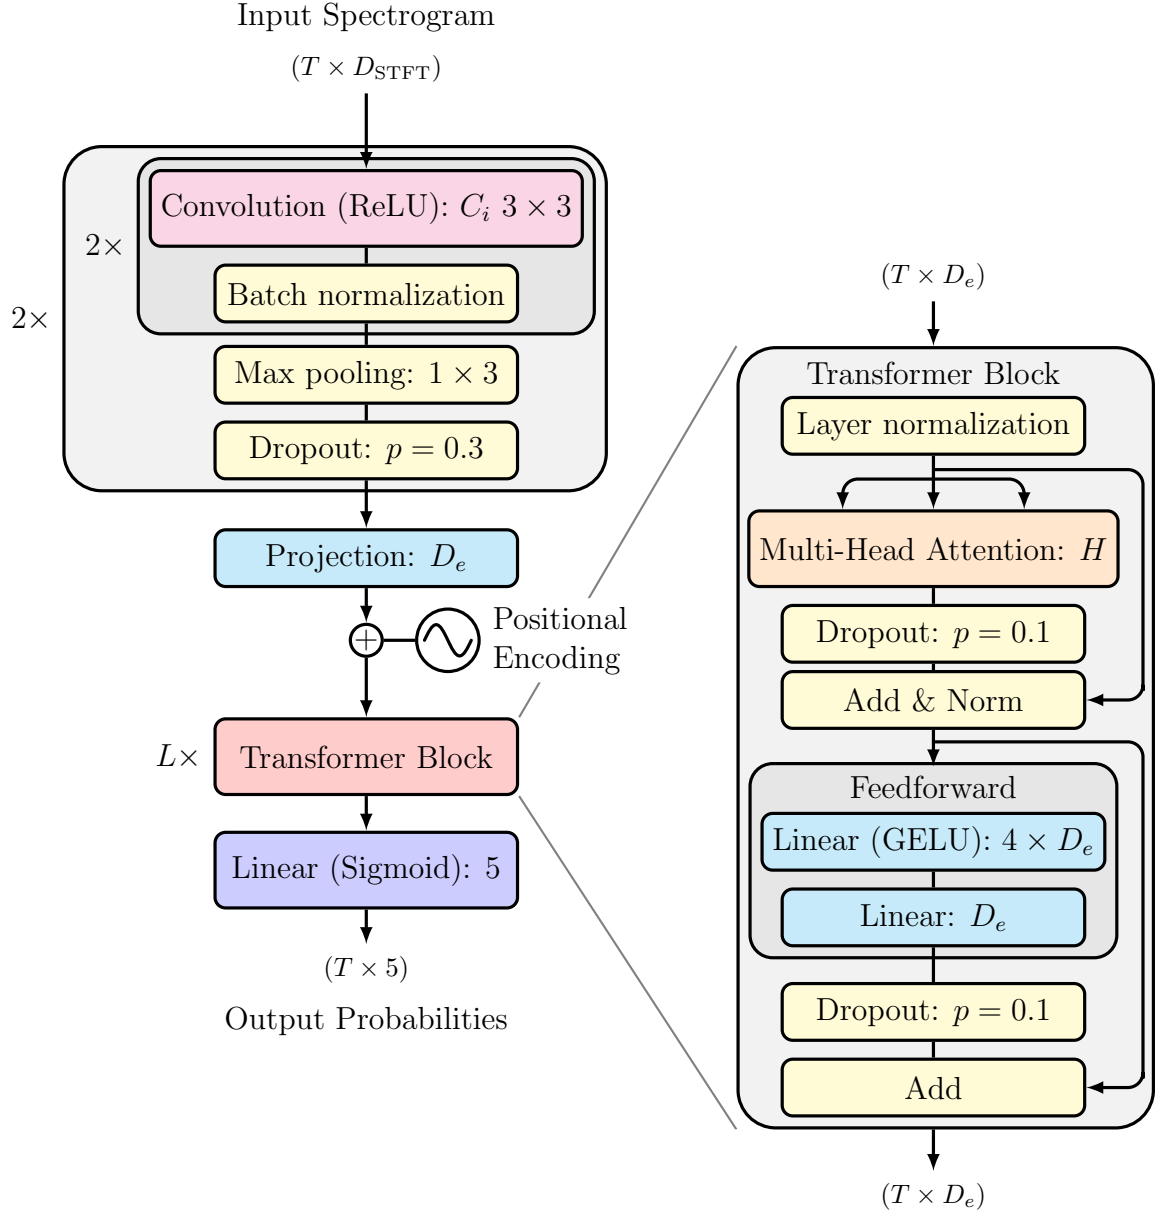 Input Spectrogram
(T × D_STFT)
2×
2×
Convolution (ReLU): C_i 3 × 3
Batch normalization
Max pooling: 1 × 3
Dropout: p = 0.3
Projection: D_e
+
Positional
Encoding
L×
Transformer Block
Linear (Sigmoid): 5
(T × 5)
Output Probabilities
(T × D_e)
Transformer Block
Layer normalization
Multi-Head Attention: H
Dropout: p = 0.1
Add & Norm
Feedforward
Linear (GELU): 4 × D_e
Linear: D_e
Dropout: p = 0.1
Add
(T × D_e)